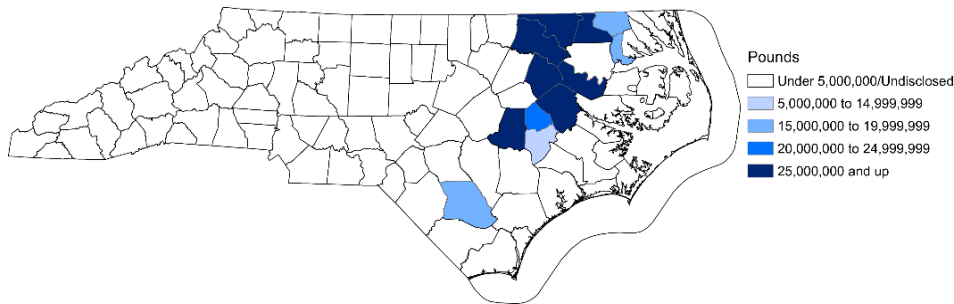 Pounds
Under 5,000,000/Undisclosed
5,000,000 to 14,999,999
15,000,000 to 19,999,999
20,000,000 to 24,999,999
25,000,000 and up